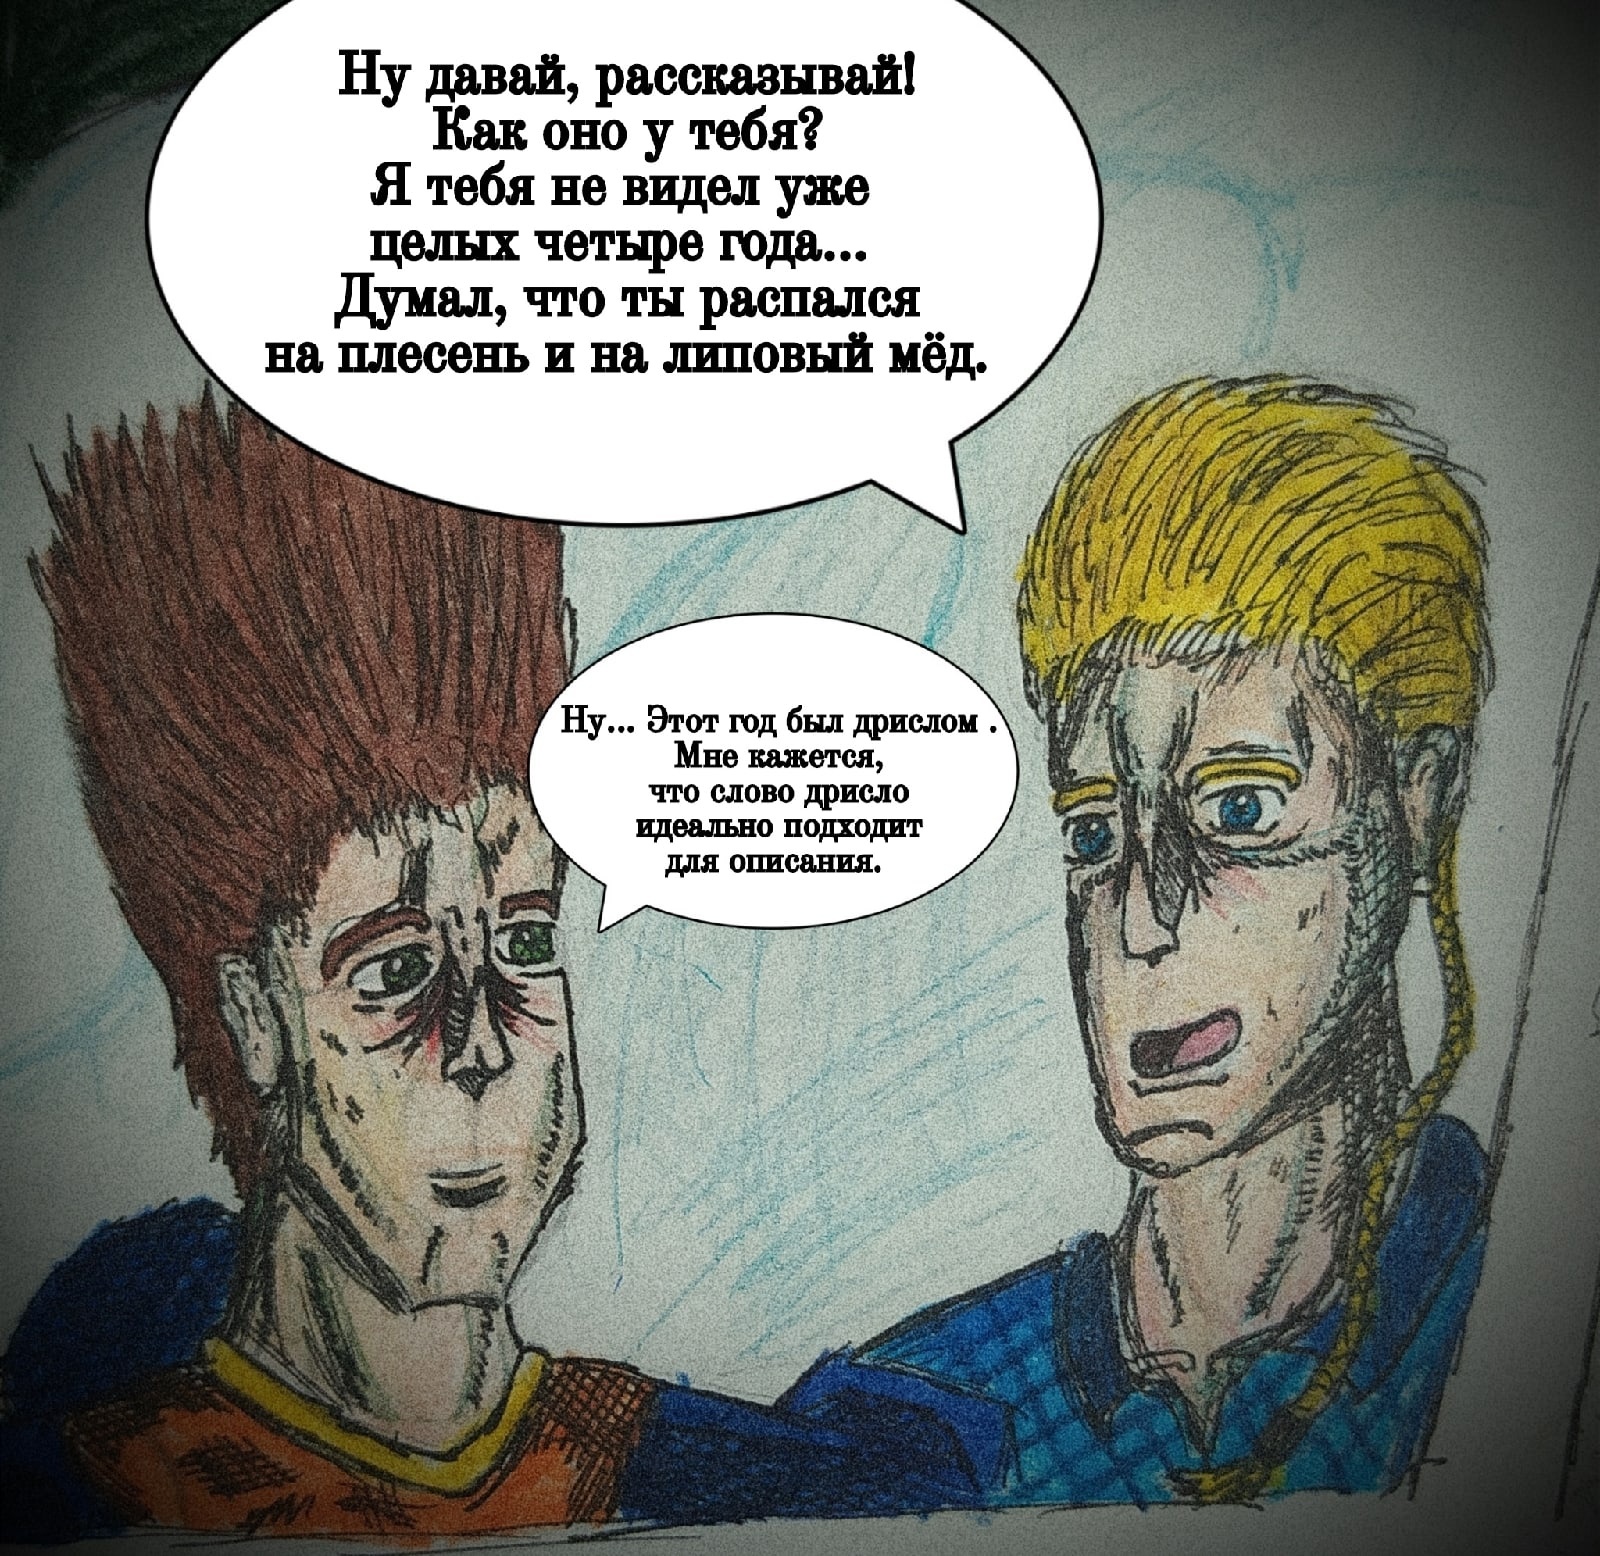 Ну давай, рассказывай!
Как оно у тебя?
Я тебя не видел уже
целых четыре года...
Думал, что ты распался
на плесень и на липовый мёд.
Ну... Этот год был дрислом .
Мне кажется,
что слово дрисло
идеально подходит
для описания.